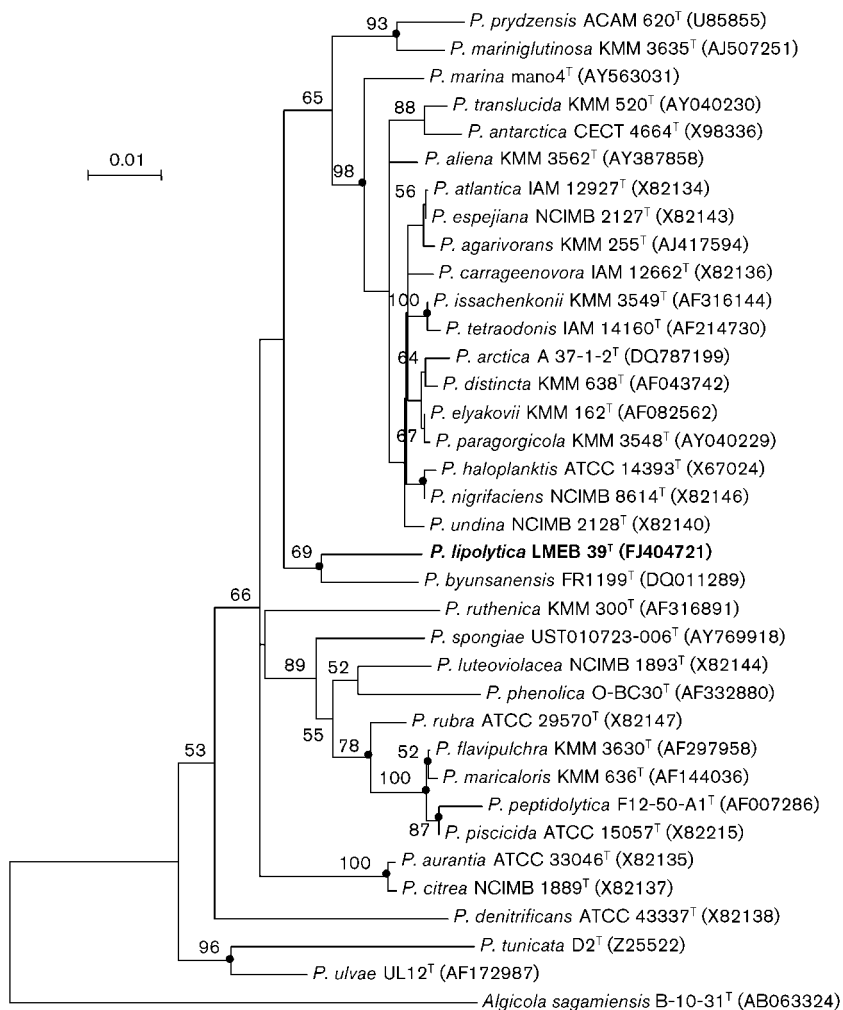 93 P. prydzensis ACAM 620ᵀ (U85855)
P. mariniglutinosa KMM 3635ᵀ (AJ507251)
P. marina mano4ᵀ (AY563031)
65 88 P. translucida KMM 520ᵀ (AY040230)
P. antarctica CECT 4664ᵀ (X98336)
0.01 98 P. aliena KMM 3562ᵀ (AY387858)
56 P. atlantica IAM 12927ᵀ (X82134)
P. espejiana NCIMB 2127ᵀ (X82143)
P. agarivorans KMM 255ᵀ (AJ417594)
P. carrageenovora IAM 12662ᵀ (X82136)
100 P. issachenkonii KMM 3549ᵀ (AF316144)
P. tetraodonis IAM 14160ᵀ (AF214730)
64 P. arctica A 37-1-2ᵀ (DQ787199)
P. distincta KMM 638ᵀ (AF043742)
P. elyakovii KMM 162ᵀ (AF082562)
67 P. paragorgicola KMM 3548ᵀ (AY040229)
P. haloplanktis ATCC 14393ᵀ (X67024)
P. nigrifaciens NCIMB 8614ᵀ (X82146)
P. undina NCIMB 2128ᵀ (X82140)
69 P. lipolytica LMEB 39ᵀ (FJ404721)
P. byunsanensis FR1199ᵀ (DQ011289)
66 P. ruthenica KMM 300ᵀ (AF316891)
P. spongiae UST010723-006ᵀ (AY769918)
89 52 P. luteoviolacea NCIMB 1893ᵀ (X82144)
P. phenolica O-BC30ᵀ (AF332880)
55 P. rubra ATCC 29570ᵀ (X82147)
53 78 52 P. flavipulchra KMM 3630ᵀ (AF297958)
100 P. maricaloris KMM 636ᵀ (AF144036)
P. peptidolytica F12-50-A1ᵀ (AF007286)
87 P. piscicida ATCC 15057ᵀ (X82215)
100 P. aurantia ATCC 33046ᵀ (X82135)
P. citrea NCIMB 1889ᵀ (X82137)
P. denitrificans ATCC 43337ᵀ (X82138)
96 P. tunicata D2ᵀ (Z25522)
P. ulvae UL12ᵀ (AF172987)
Algicola sagamiensis B-10-31ᵀ (AB063324)